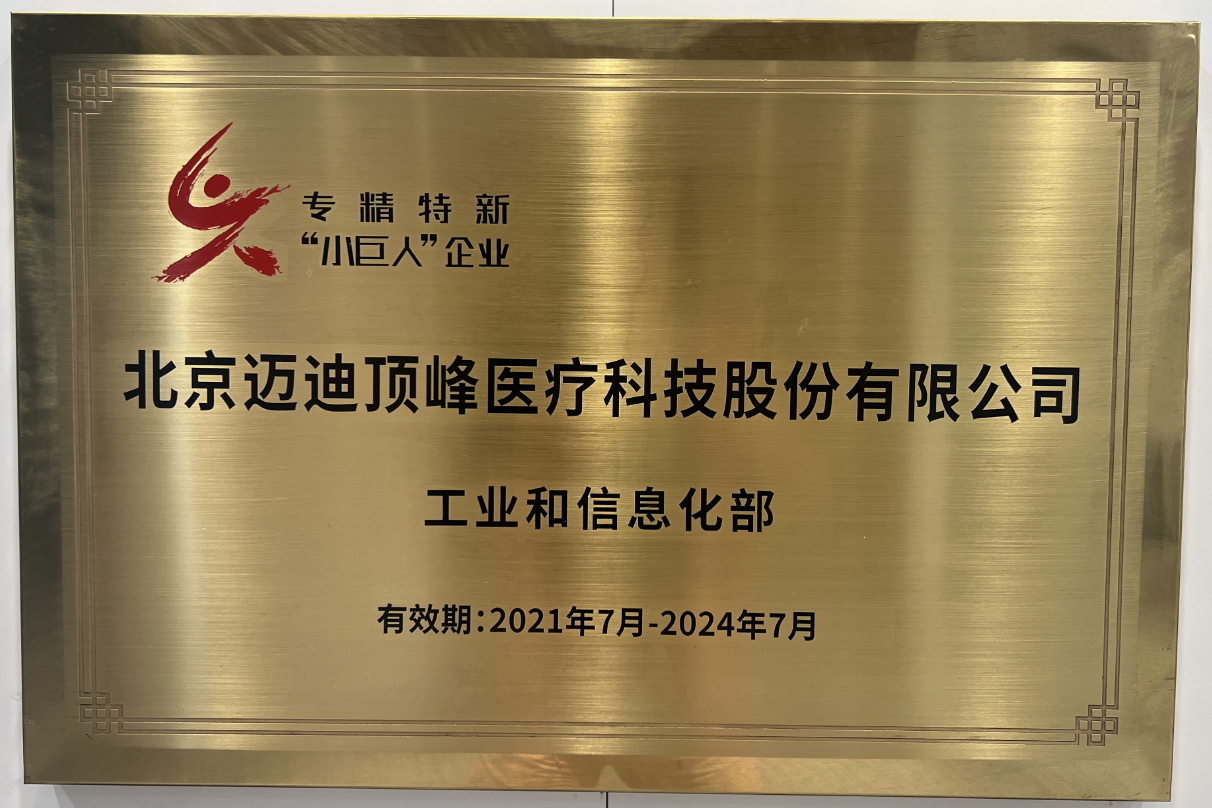 专精特新
“小巨人”企业
北京迈迪顶峰医疗科技股份有限公司
工业和信息化部
有效期:2021年7月-2024年7月